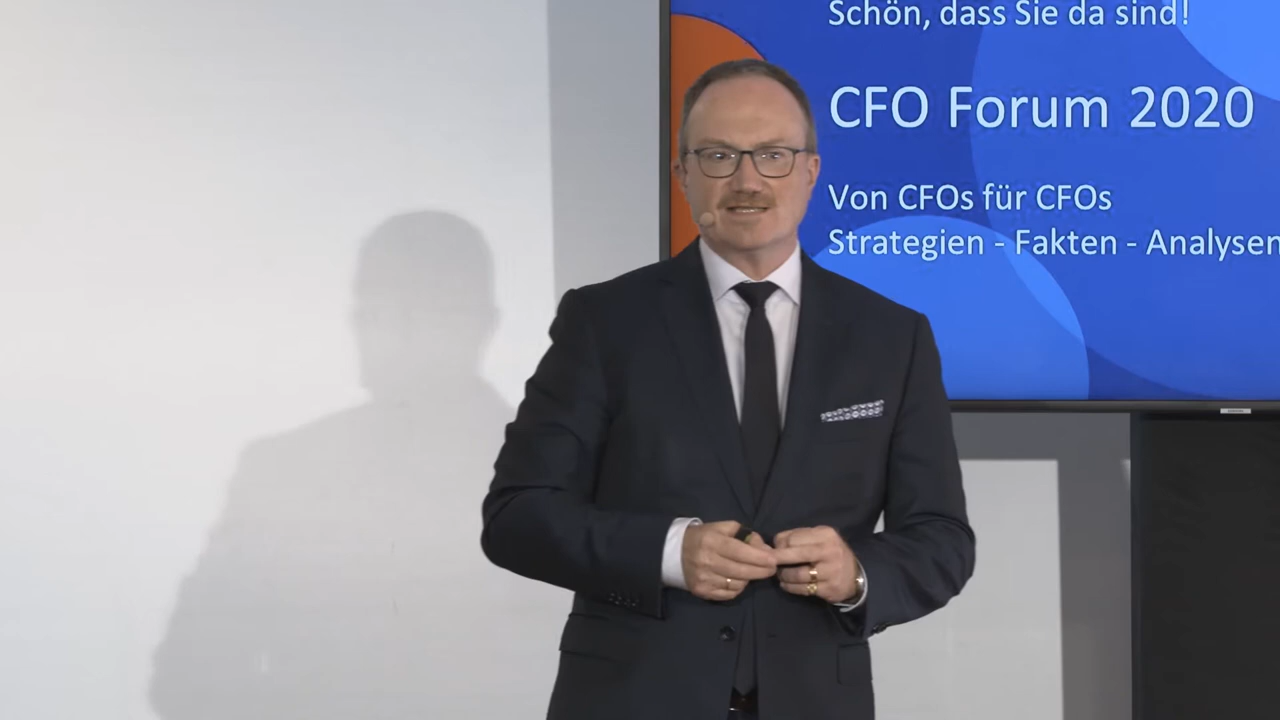 Schön, dass Sie da sind!
CFO Forum 2020
Von CFOs für CFOs
Strategien - Fakten - Analysen